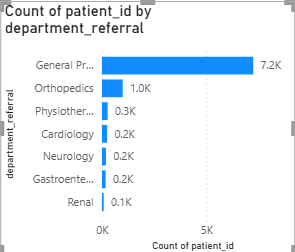 Count of patient_id by
department_referral
General Pr...
7.2K
Orthopedics
1.0K
Physiother...
0.3K
Cardiology
0.2K
Neurology
0.2K
Gastroente...
0.2K
Renal
0.1K
department_referral
0K
5K
Count of patient_id